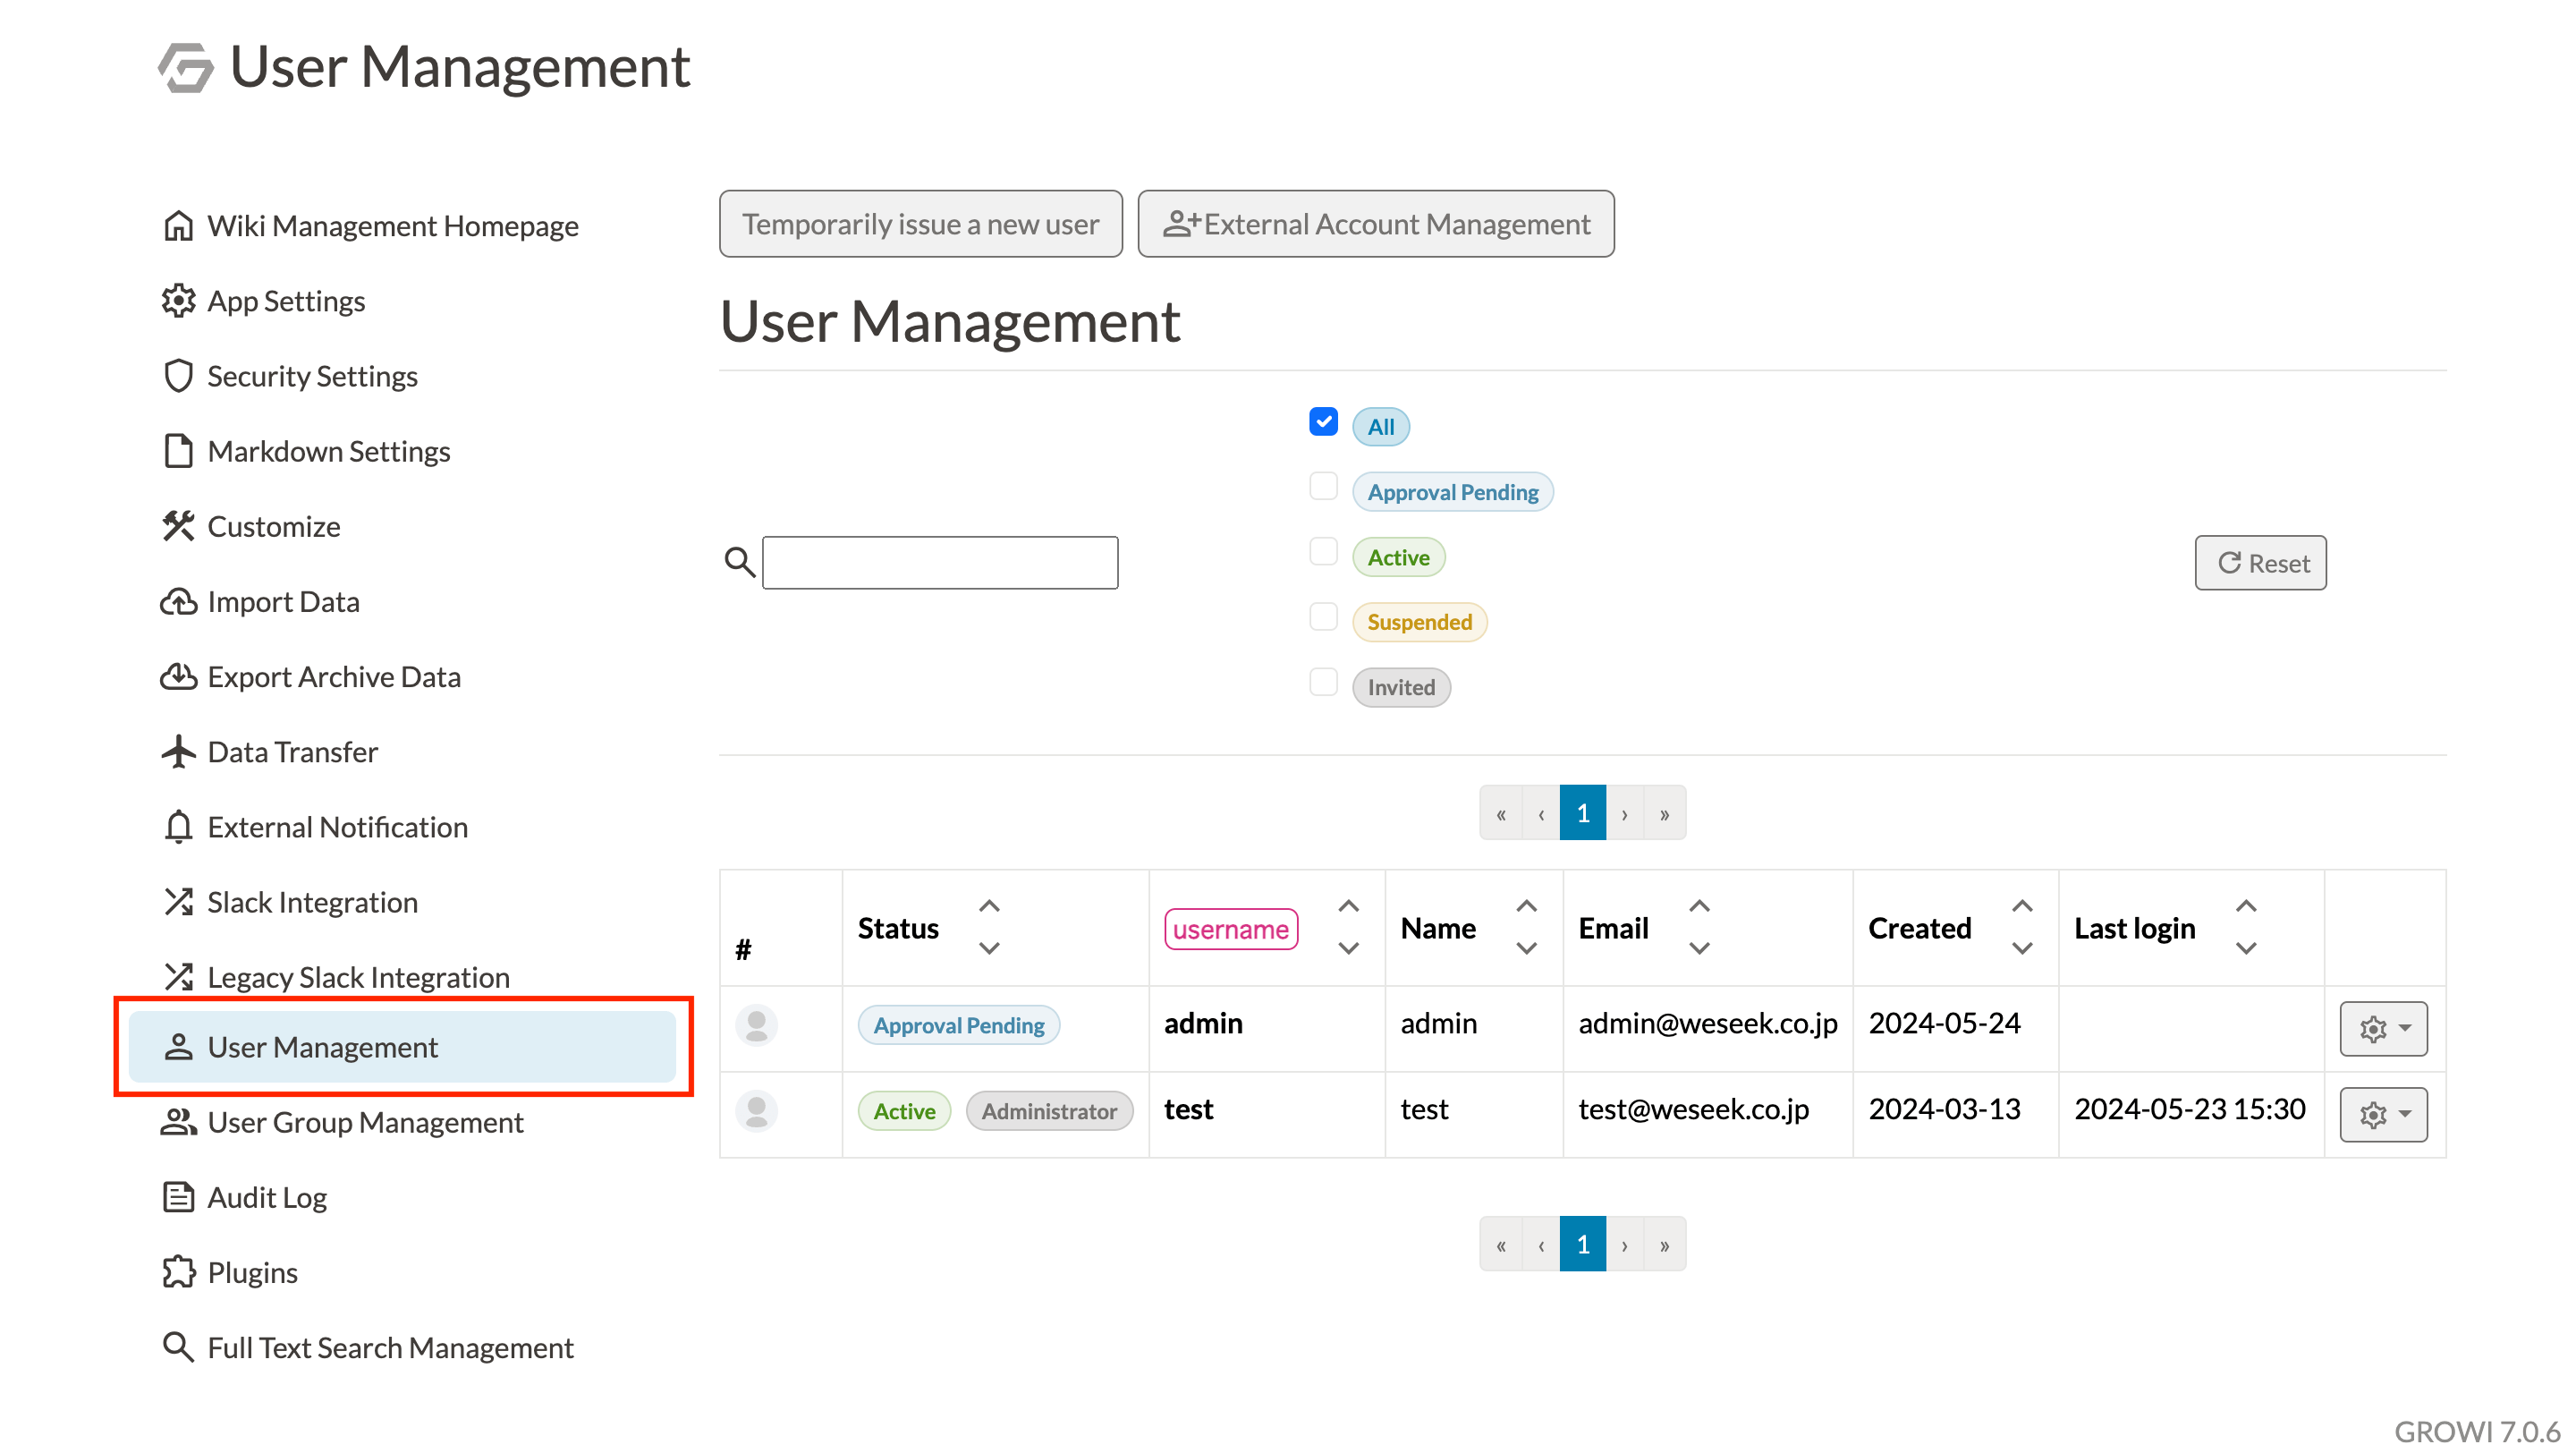 User Management
Wiki Management Homepage
App Settings
Security Settings
Markdown Settings
Customize
Import Data
Export Archive Data
Data Transfer
External Notification
Slack Integration
Legacy Slack Integration
User Management
User Group Management
Audit Log
Plugins
Full Text Search Management
Temporarily issue a new user External Account Management
User Management
All
Approval Pending
Active
Suspended
Invited
Reset
« ‹ 1 › »
# Status username Name Email Created Last login
Approval Pending admin admin admin@weseek.co.jp 2024-05-24
Active Administrator test test test@weseek.co.jp 2024-03-13 2024-05-23 15:30
« ‹ 1 › »
GROWI 7.0.6